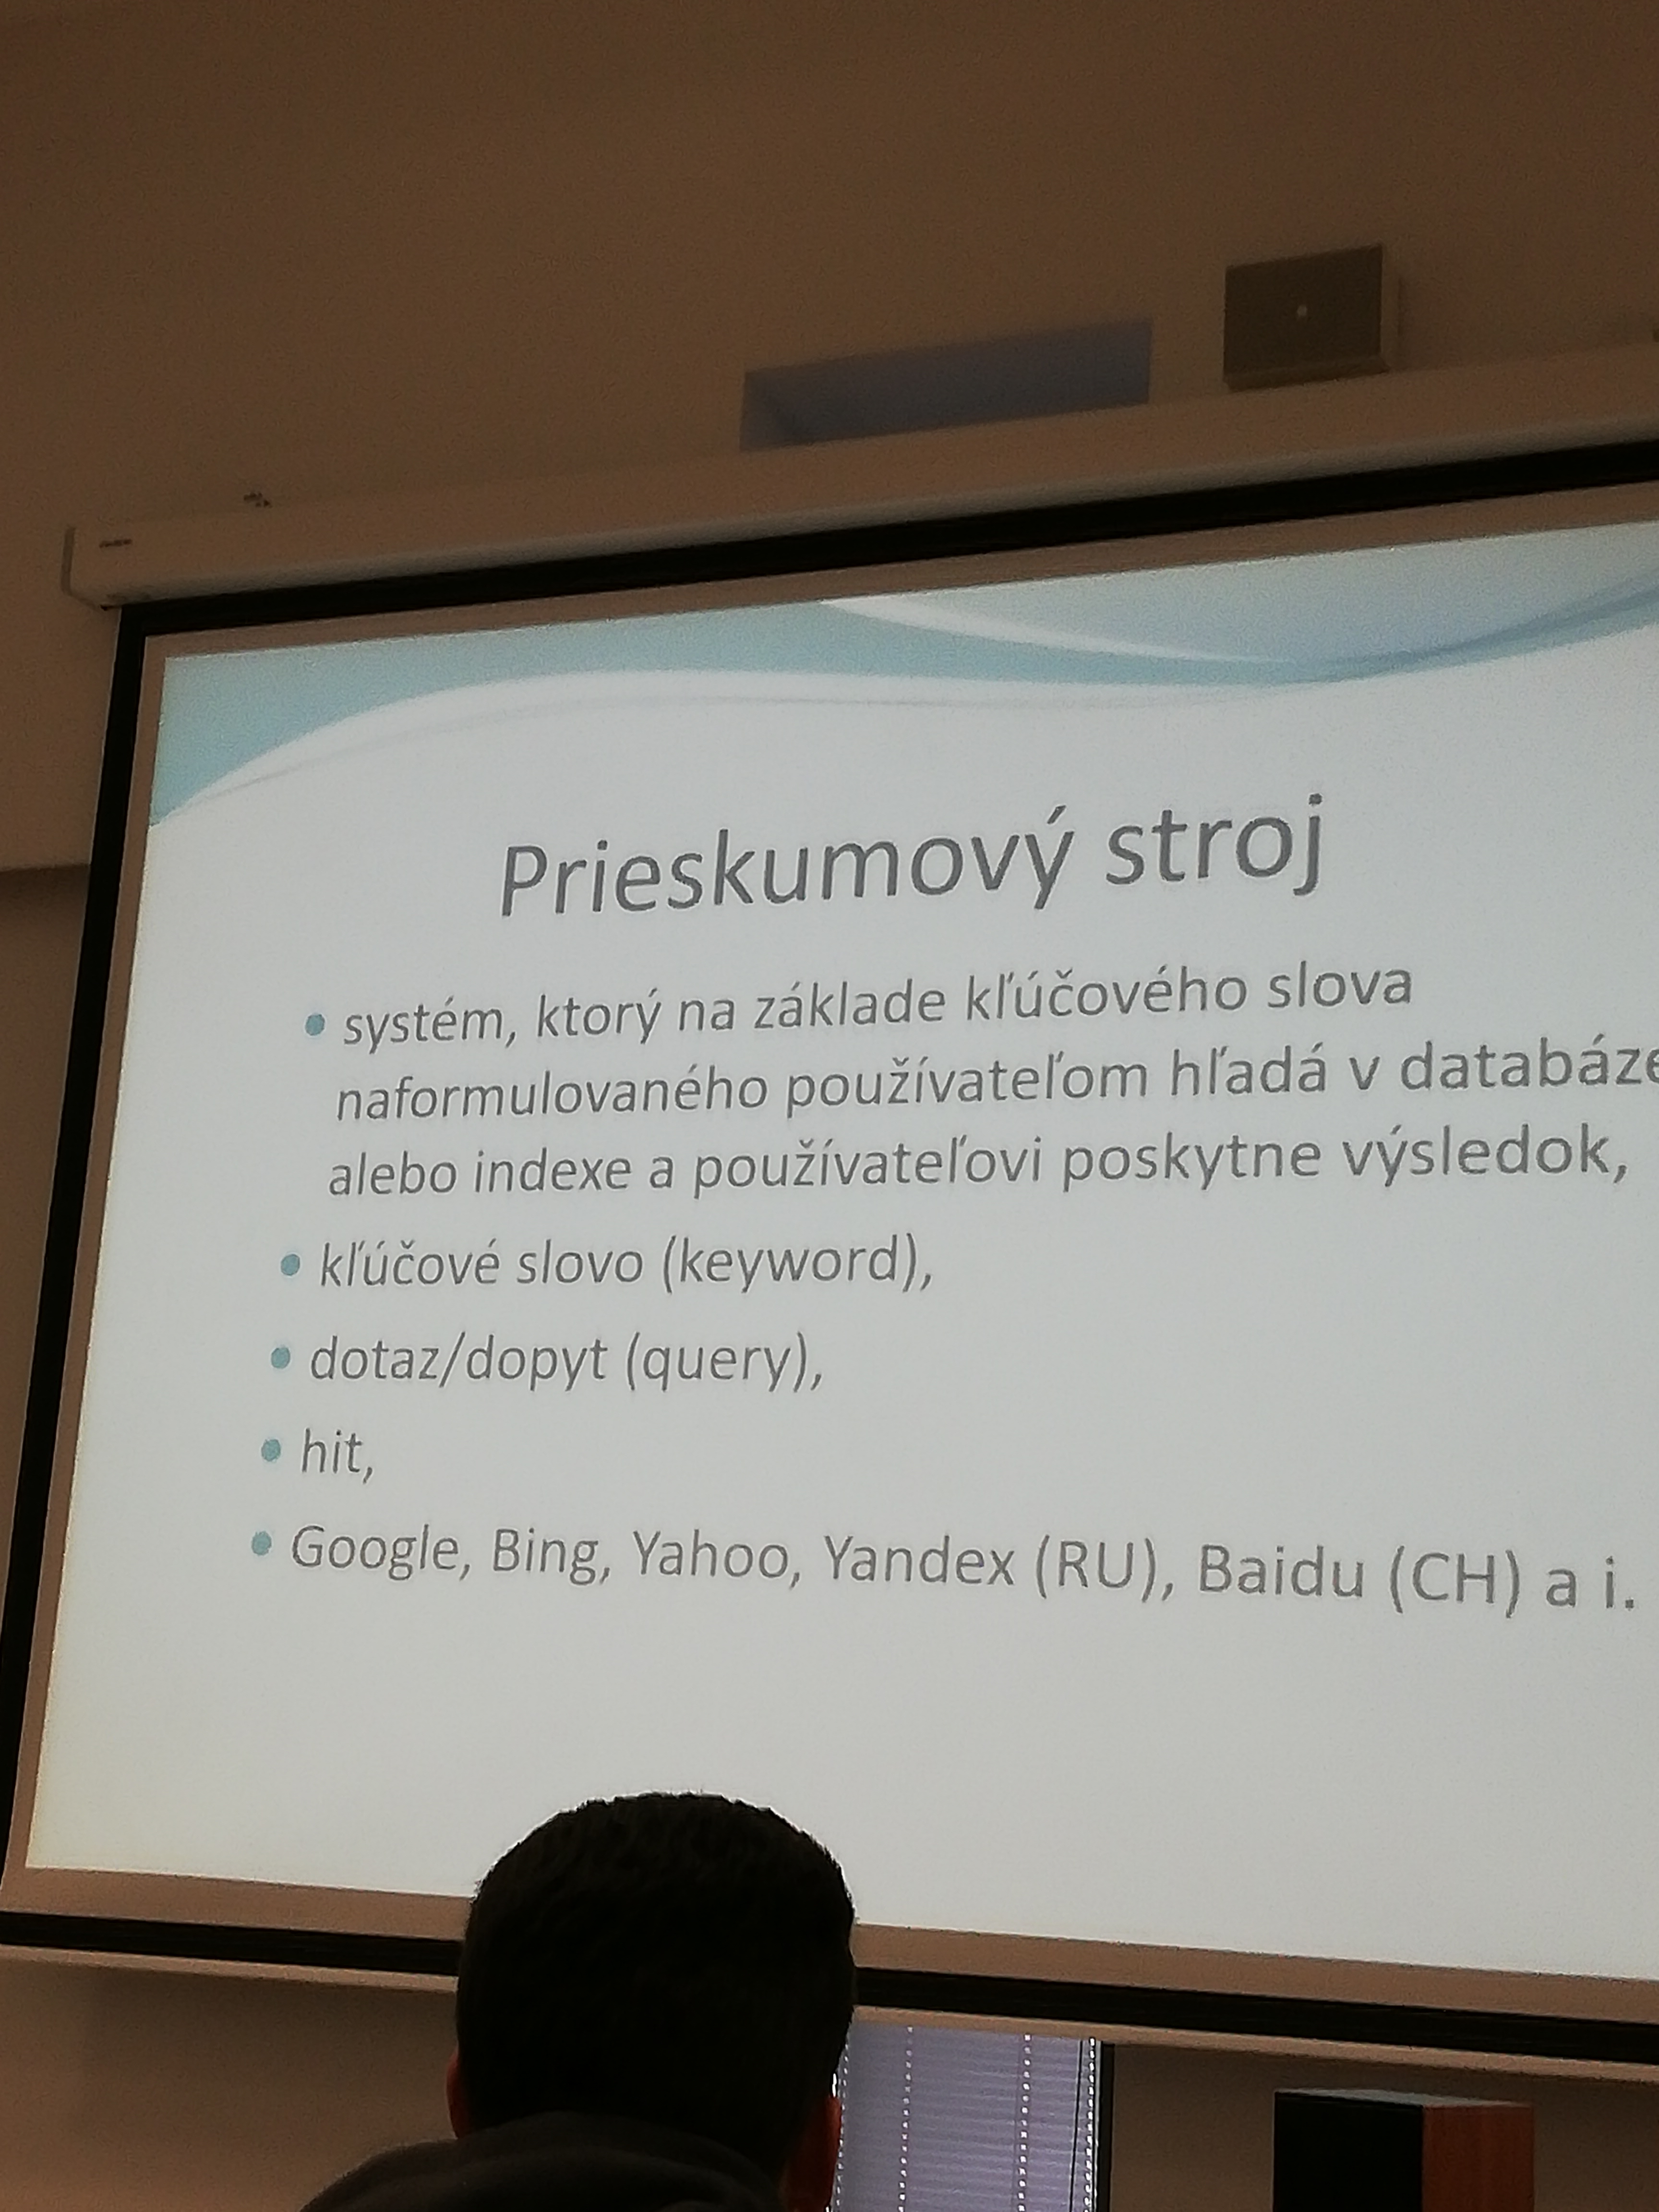 Prieskumový stroj
• systém, ktorý na základe kľúčového slova
naformulovaného používateľom hľadá v databáze
alebo indexe a používateľovi poskytne výsledok,
• kľúčové slovo (keyword),
• dotaz/dopyt (query),
• hit,
• Google, Bing, Yahoo, Yandex (RU), Baidu (CH) a i.